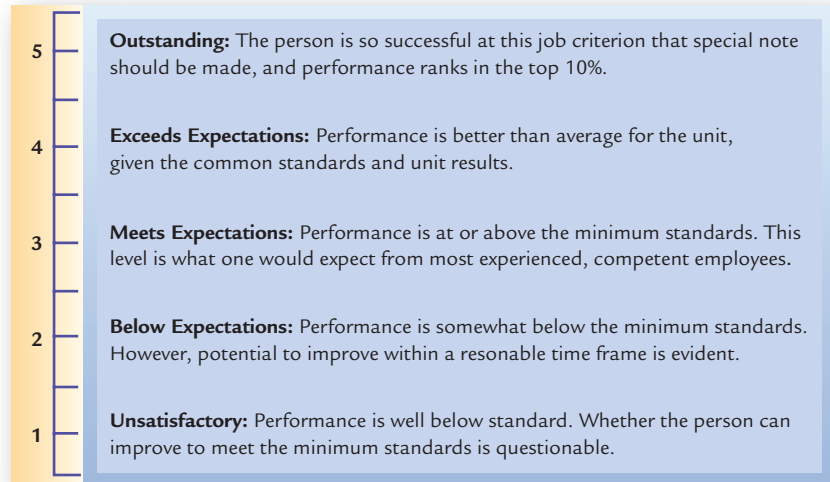 5
Outstanding: The person is so successful at this job criterion that special note
should be made, and performance ranks in the top 10%.
4
Exceeds Expectations: Performance is better than average for the unit,
given the common standards and unit results.
3
Meets Expectations: Performance is at or above the minimum standards. This
level is what one would expect from most experienced, competent employees.
2
Below Expectations: Performance is somewhat below the minimum standards.
However, potential to improve within a resonable time frame is evident.
1
Unsatisfactory: Performance is well below standard. Whether the person can
improve to meet the minimum standards is questionable.